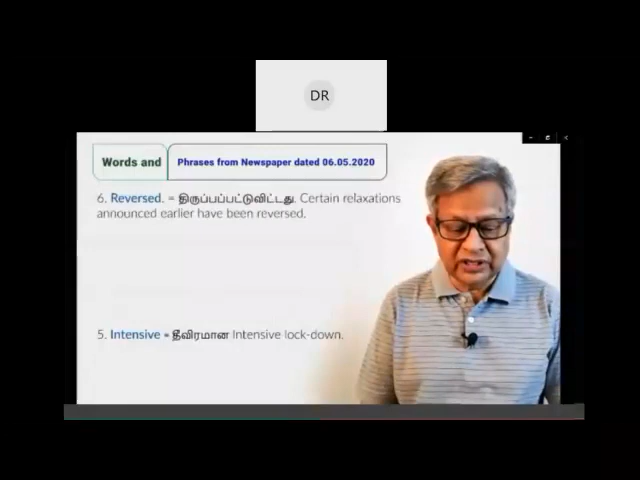 DR
Words and Phrases from Newspaper dated 06.05.2020
6. Reversed. = திருப்பப்பட்டுவிட்டது. Certain relaxations
announced earlier have been reversed.
5. Intensive = தீவிரமான Intensive lock-down.